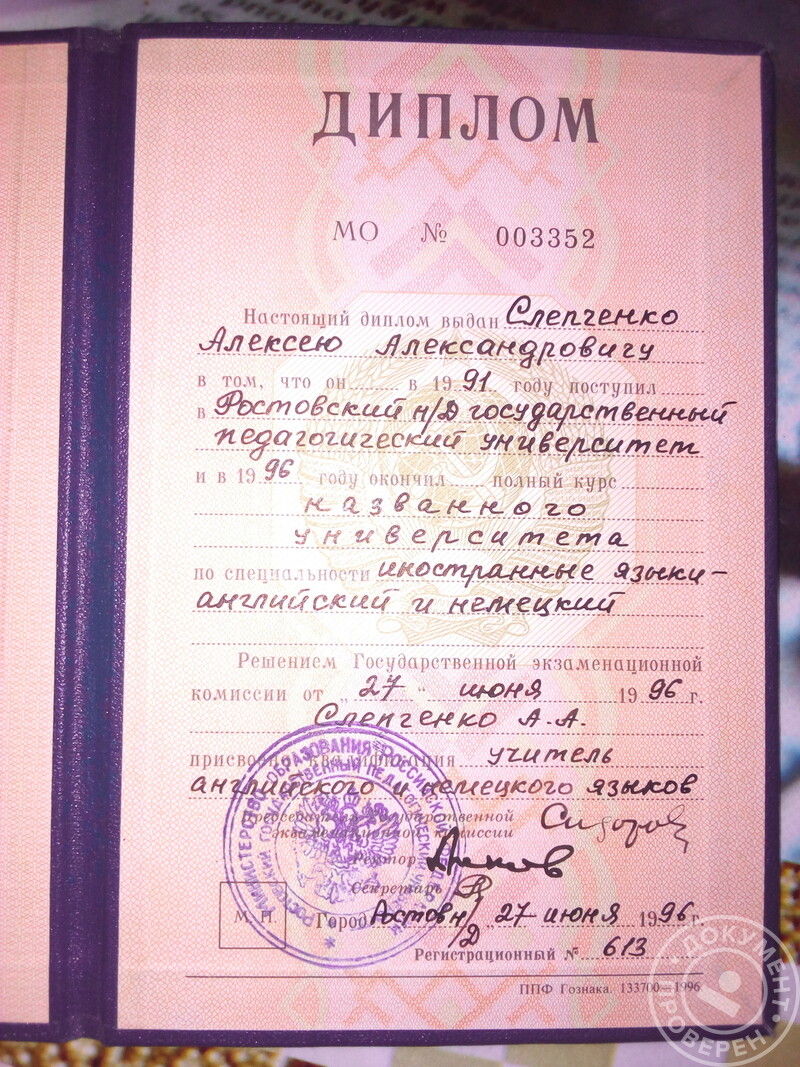 ДИПЛОМ
МО № 003352
Настоящий диплом выдан Слепченко
Алексею Александровичу
в том, что он в 1991 году поступил
в Ростовский н/Д государственный
педагогический университет
и в 1996 году окончил полный курс
названного
университета
по специальности иностранные языки-
английский и немецкий
Решением Государственной экзаменационной
комиссии от „27“ июня 1996 г.
Слепченко А.А.
присвоена квалификация учитель
английского и немецкого языков
Председатель Государственной
экзаменационной комиссии
Ректор
Секретарь
М. П. Город Ростов н/Д „27 июня 1996 г.
Регистрационный № 613
ППФ Гознака. 133700—1996
ДОКУМЕНТ ПРОВЕРЕН